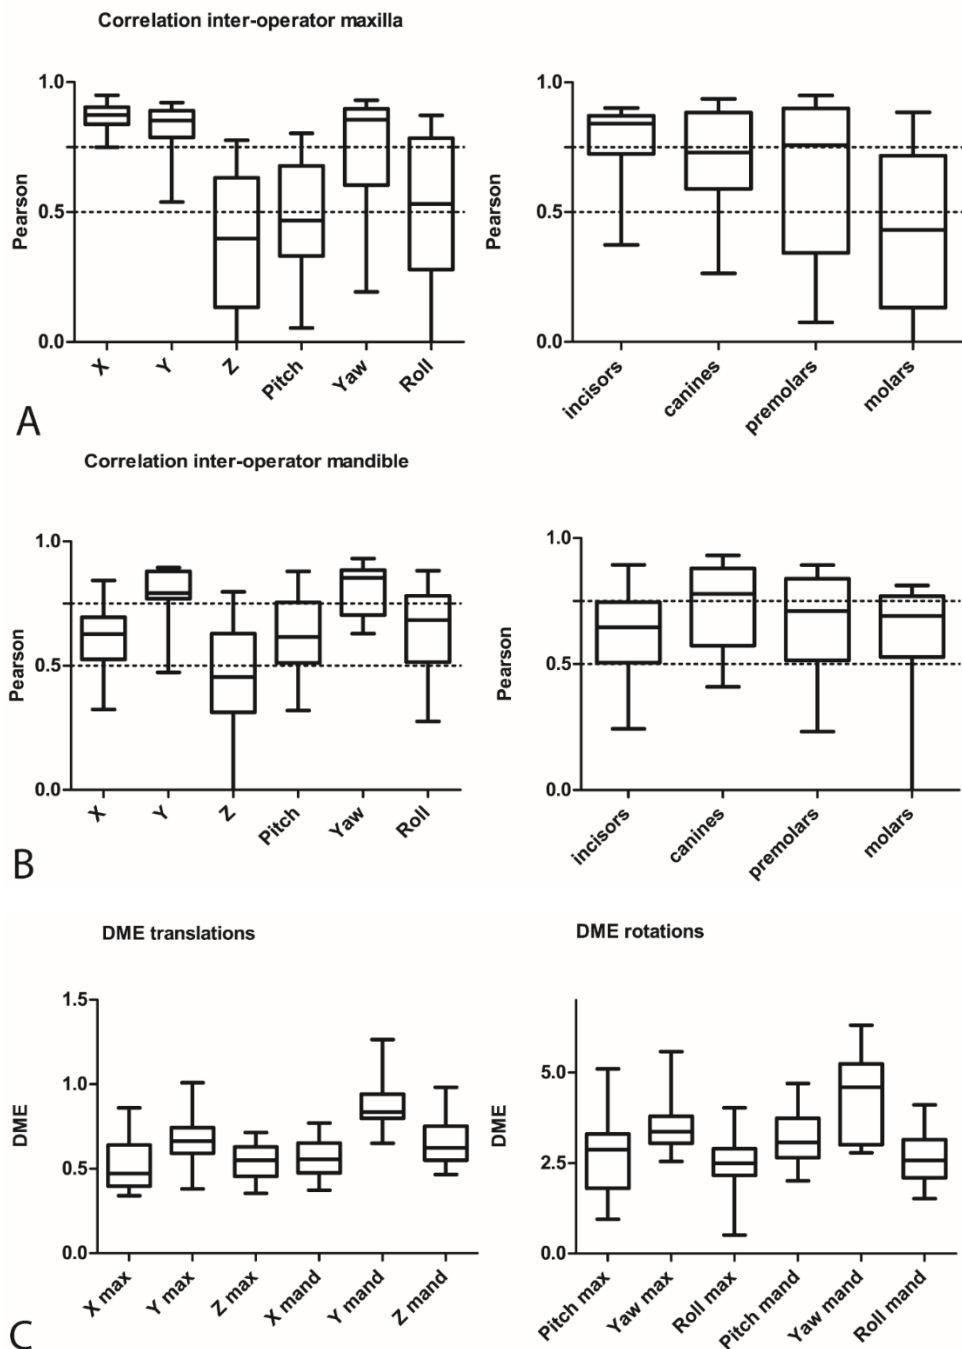 Correlation inter-operator maxilla
Pearson
1.0
0.5
0.0
X Y Z Pitch Yaw Roll
Pearson
1.0
0.5
0.0
incisors canines premolars molars
A
Correlation inter-operator mandible
Pearson
1.0
0.5
0.0
X Y Z Pitch Yaw Roll
Pearson
1.0
0.5
0.0
incisors canines premolars molars
B
DME translations
DME
1.5
1.0
0.5
0.0
X max Y max Z max X mand Y mand Z mand
DME rotations
DME
5.0
2.5
0.0
Pitch max Yaw max Roll max Pitch mand Yaw mand Roll mand
C